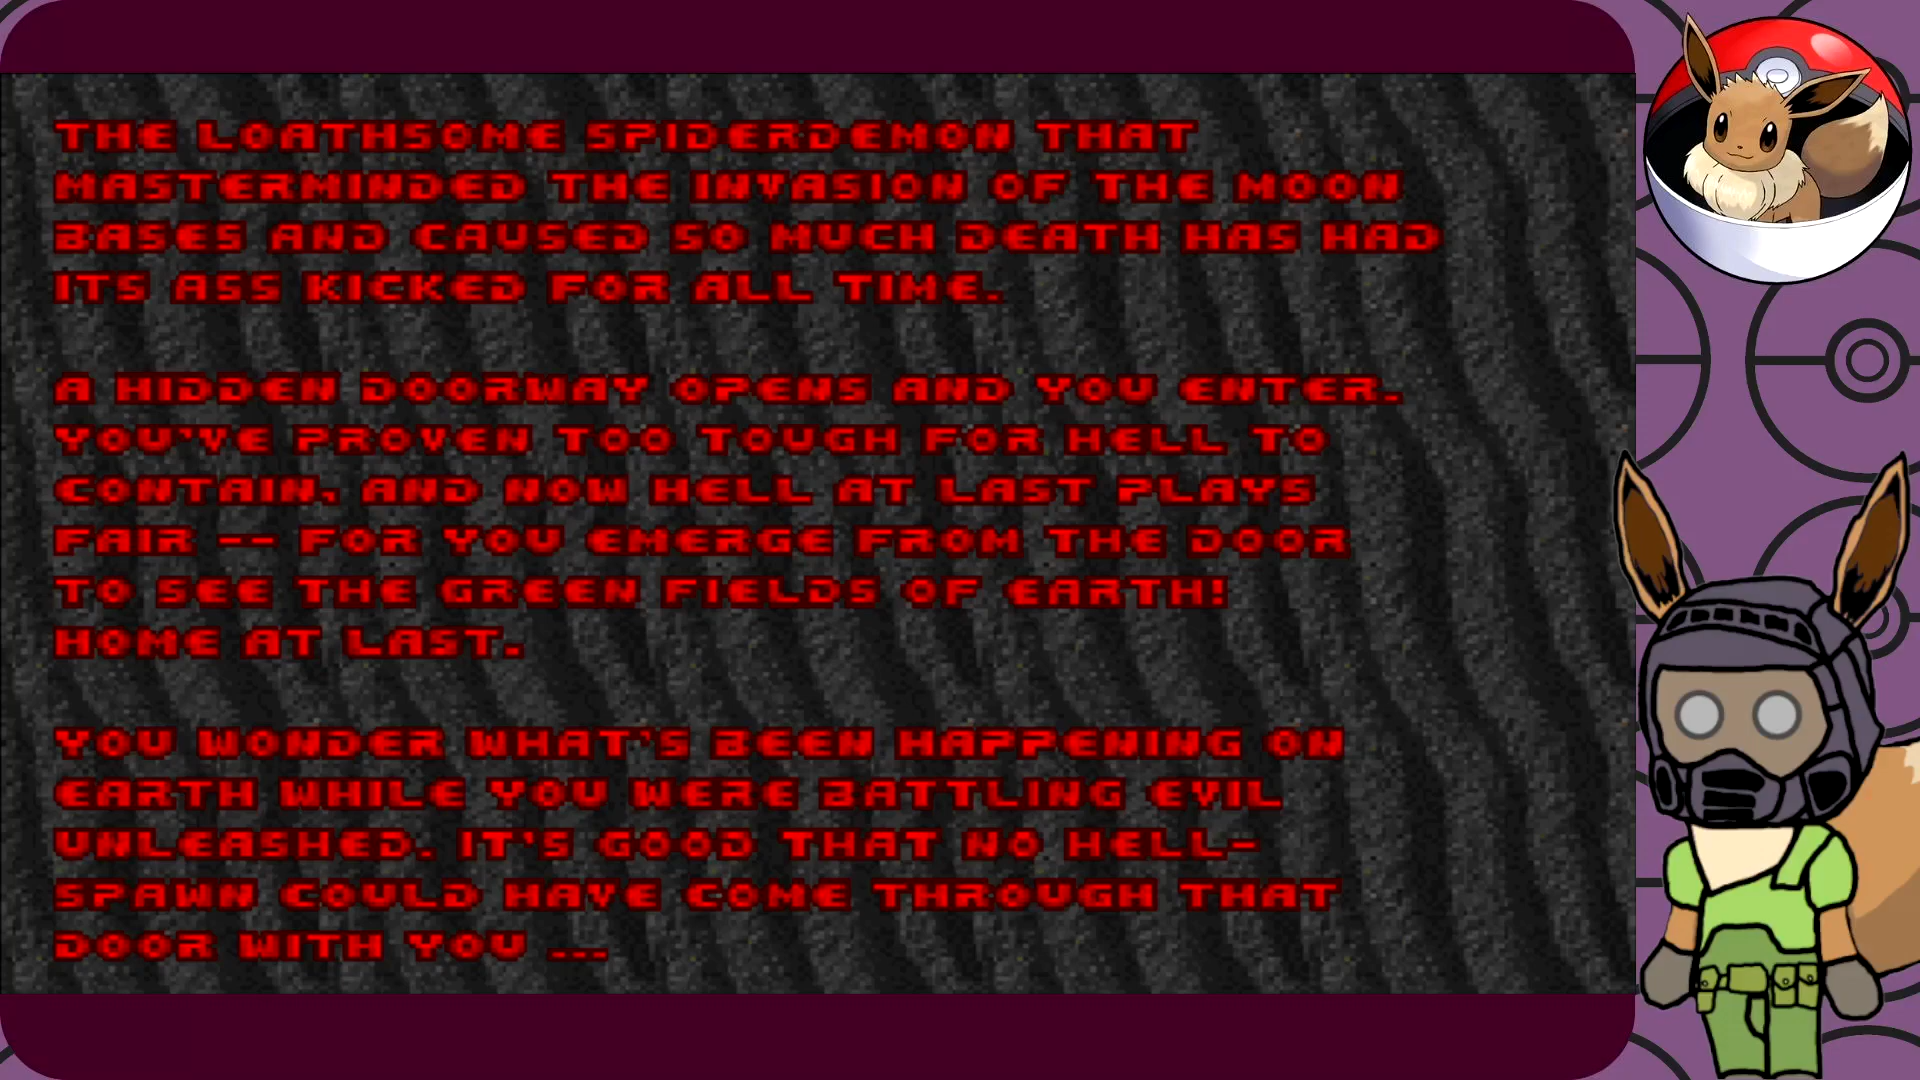 THE LOATHSOME SPIDERDEMON THAT
MASTERMINDED THE INVASION OF THE MOON
BASES AND CAUSED SO MUCH DEATH HAS HAD
ITS ASS KICKED FOR ALL TIME.
A HIDDEN DOORWAY OPENS AND YOU ENTER.
YOU'VE PROVEN TOO TOUGH FOR HELL TO
CONTAIN, AND NOW HELL AT LAST PLAYS
FAIR -- FOR YOU EMERGE FROM THE DOOR
TO SEE THE GREEN FIELDS OF EARTH!
HOME AT LAST.
YOU WONDER WHAT'S BEEN HAPPENING ON
EARTH WHILE YOU WERE BATTLING EVIL
UNLEASHED. IT'S GOOD THAT NO HELL-
SPAWN COULD HAVE COME THROUGH THAT
DOOR WITH YOU ...